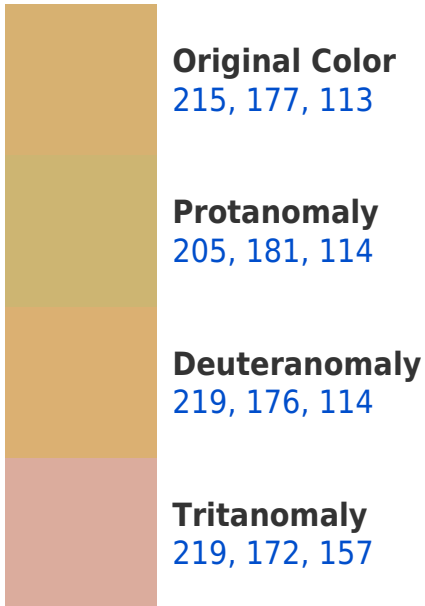 Original Color
215, 177, 113
Protanomaly
205, 181, 114
Deuteranomaly
219, 176, 114
Tritanomaly
219, 172, 157